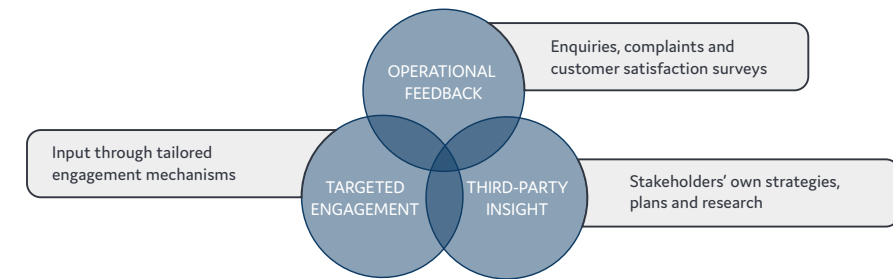 OPERATIONAL
FEEDBACK
Enquiries, complaints and
customer satisfaction surveys
Input through tailored
engagement mechanisms
TARGETED
ENGAGEMENT
THIRD-PARTY
INSIGHT
Stakeholders’ own strategies,
plans and research